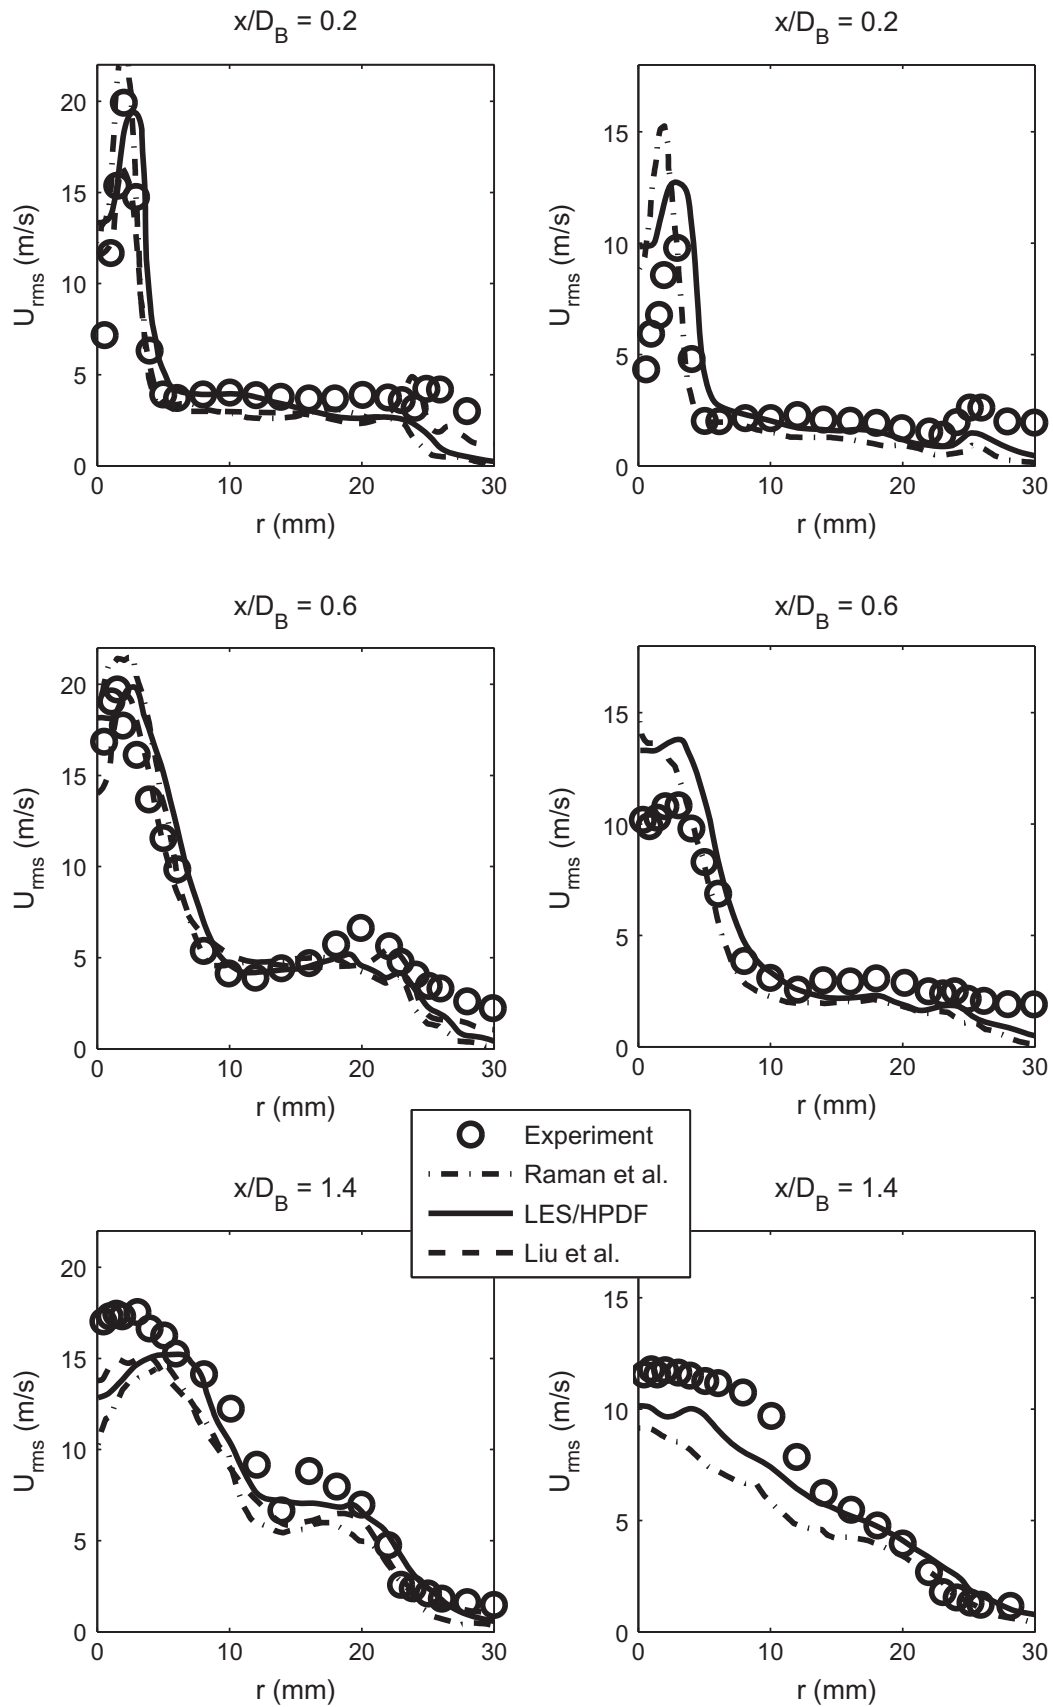 x/D_B = 0.2
U_rms (m/s)
20
15
10
5
0
0 10 20 30
r (mm)
x/D_B = 0.2
U_rms (m/s)
15
10
5
0
0 10 20 30
r (mm)
x/D_B = 0.6
U_rms (m/s)
20
15
10
5
0
0 10 20 30
r (mm)
x/D_B = 0.6
U_rms (m/s)
15
10
5
0
0 10 20 30
r (mm)
Experiment
Raman et al.
LES/HPDF
Liu et al.
x/D_B = 1.4
U_rms (m/s)
20
15
10
5
0
0 10 20 30
r (mm)
x/D_B = 1.4
U_rms (m/s)
15
10
5
0
0 10 20 30
r (mm)